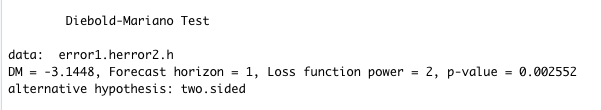 Diebold-Mariano Test
data:  error1.herror2.h
DM = -3.1448, Forecast horizon = 1, Loss function power = 2, p-value = 0.002552
alternative hypothesis: two.sided